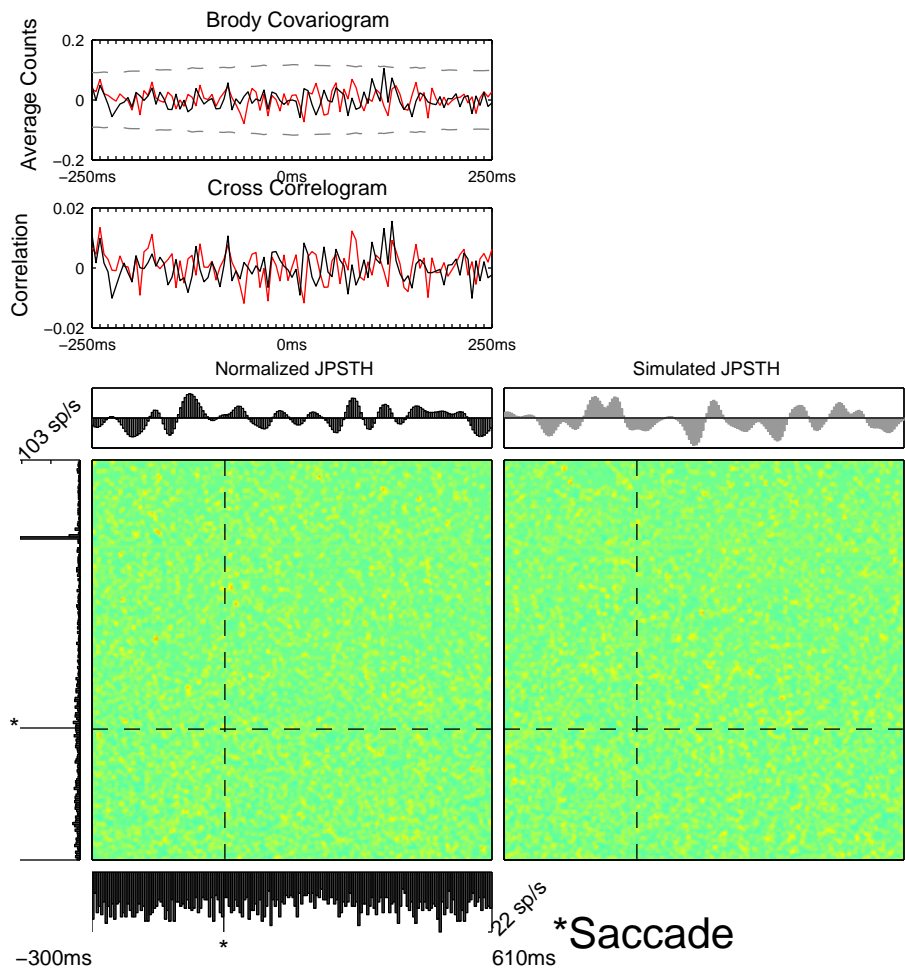 Brody Covariogram
Average Counts
0.2
0
−0.2
−250ms
0ms
250ms
Cross Correlogram
Correlation
0.02
0
−0.02
−250ms
0ms
250ms
Normalized JPSTH
Simulated JPSTH
103 sp/s
*
22 sp/s
*
*Saccade
−300ms
610ms